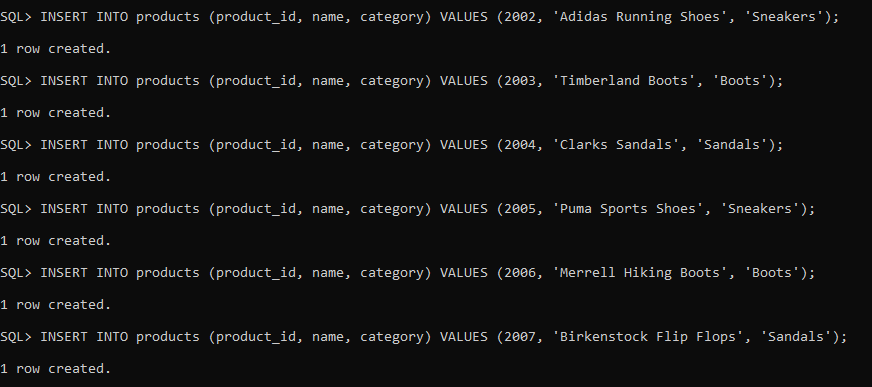 SQL> INSERT INTO products (product_id, name, category) VALUES (2002, 'Adidas Running Shoes', 'Sneakers');
1 row created.
SQL> INSERT INTO products (product_id, name, category) VALUES (2003, 'Timberland Boots', 'Boots');
1 row created.
SQL> INSERT INTO products (product_id, name, category) VALUES (2004, 'Clarks Sandals', 'Sandals');
1 row created.
SQL> INSERT INTO products (product_id, name, category) VALUES (2005, 'Puma Sports Shoes', 'Sneakers');
1 row created.
SQL> INSERT INTO products (product_id, name, category) VALUES (2006, 'Merrell Hiking Boots', 'Boots');
1 row created.
SQL> INSERT INTO products (product_id, name, category) VALUES (2007, 'Birkenstock Flip Flops', 'Sandals');
1 row created.